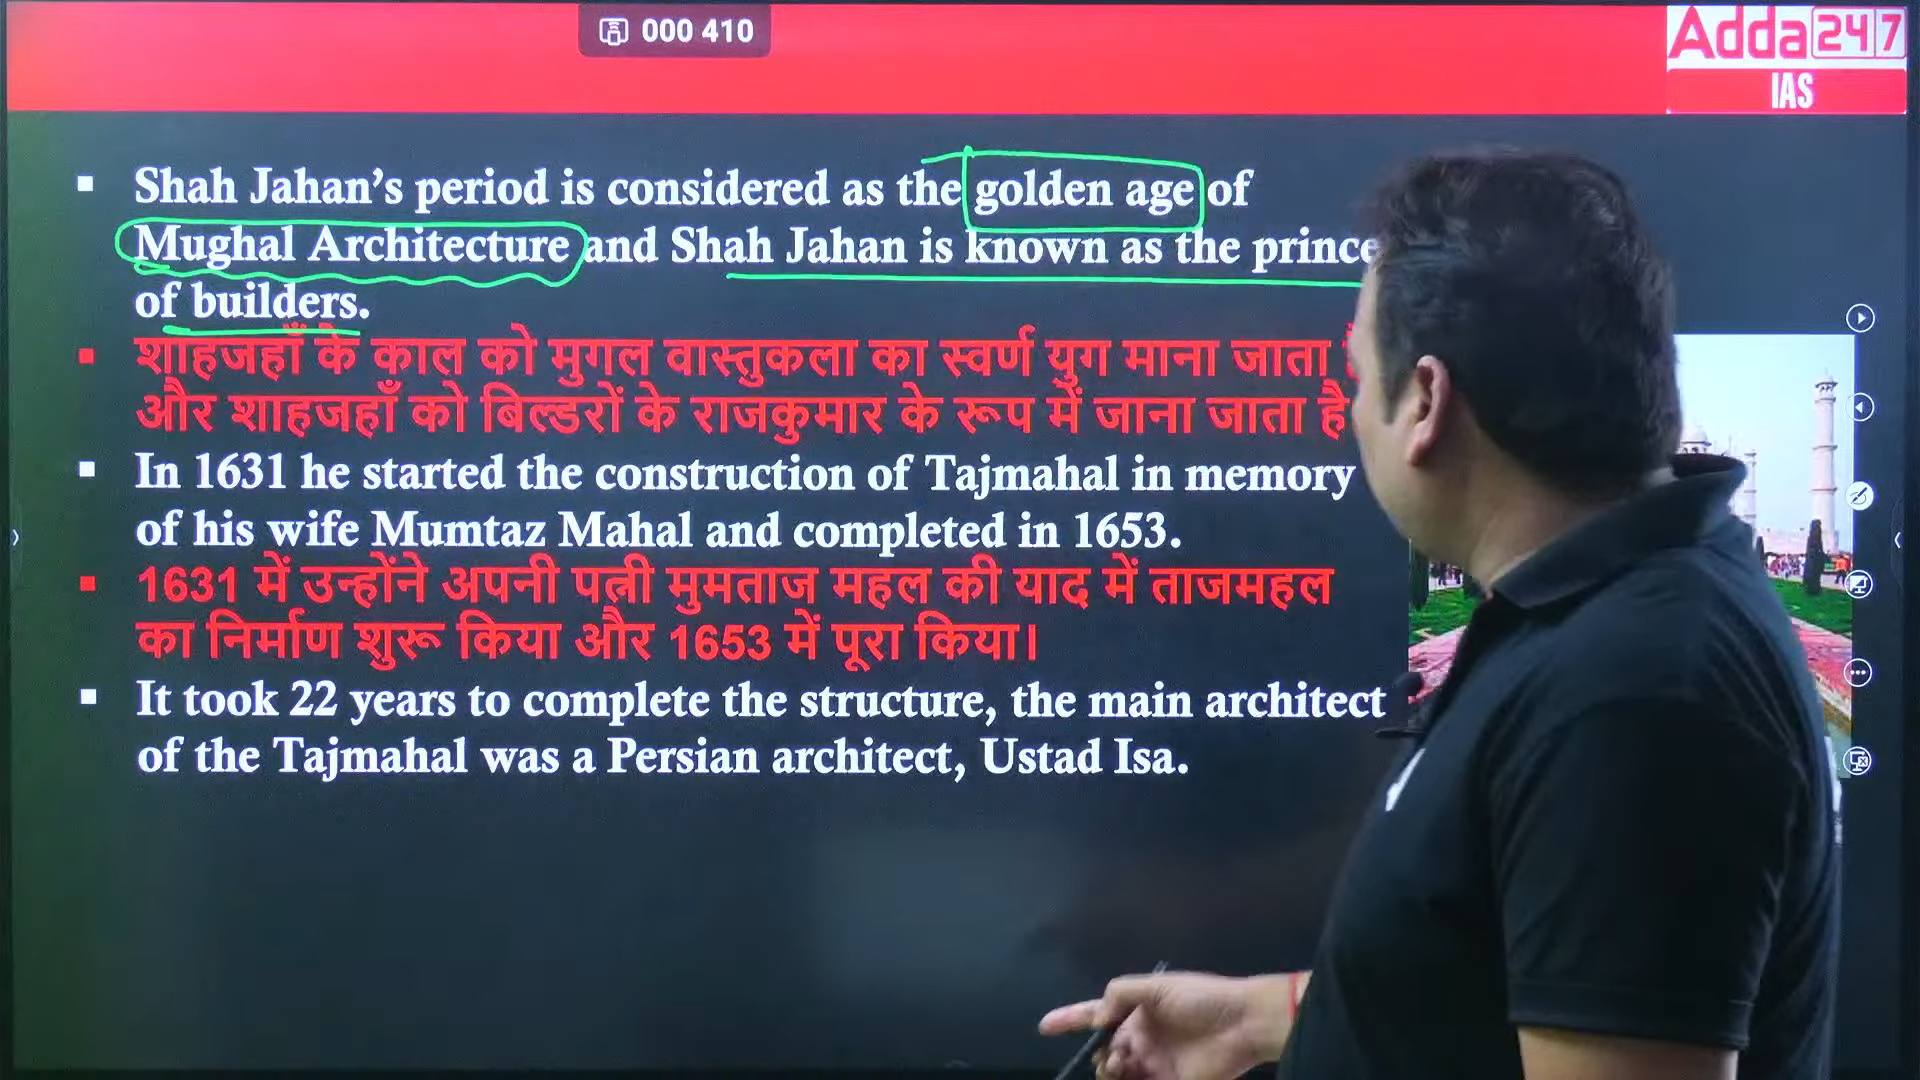 000 410
Adda247
IAS
Shah Jahan's period is considered as the golden age of
Mughal Architecture and Shah Jahan is known as the prince
of builders.
शाहजहाँ के काल को मुगल वास्तुकला का स्वर्ण युग माना जाता
और शाहजहाँ को बिल्डरों के राजकुमार के रूप में जाना जाता है
In 1631 he started the construction of Tajmahal in memory
of his wife Mumtaz Mahal and completed in 1653.
1631 में उन्होंने अपनी पत्नी मुमताज महल की याद में ताजमहल
का निर्माण शुरू किया और 1653 में पूरा किया।
It took 22 years to complete the structure, the main architect
of the Tajmahal was a Persian architect, Ustad Isa.